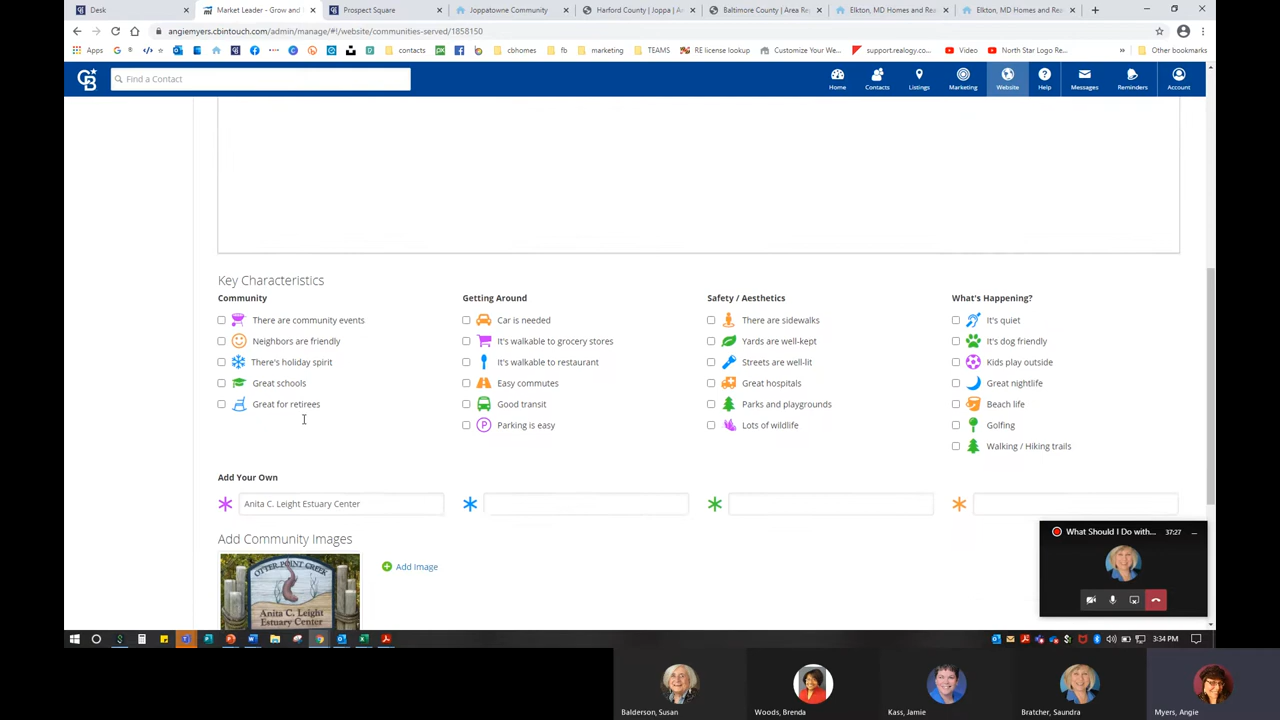 Desk
Market Leader - Grow and
Prospect Square
Joppatowne Community
Harford County | Joppa | An
Baltimore County | Area Rea
Elkton, MD Homes and Rea
Elkton, MD Homes and Rea
angiemyers.cbintouch.com/admin/manage/#!/website/communities-served/1858150
Apps
contacts
cbhomes
fb
marketing
TEAMS
RE license lookup
Customize Your We...
support.realogy.co...
Video
North Star Logo Re...
Other bookmarks
CB
Find a Contact
Home
Contacts
Listings
Marketing
Website
Help
Messages
Reminders
Account
Key Characteristics
Community
There are community events
Neighbors are friendly
There's holiday spirit
Great schools
Great for retirees
Getting Around
Car is needed
It's walkable to grocery stores
It's walkable to restaurant
Easy commutes
Good transit
Parking is easy
Safety / Aesthetics
There are sidewalks
Yards are well-kept
Streets are well-lit
Great hospitals
Parks and playgrounds
Lots of wildlife
What's Happening?
It's quiet
It's dog friendly
Kids play outside
Great nightlife
Beach life
Golfing
Walking / Hiking trails
Add Your Own
Anita C. Leight Estuary Center
Add Community Images
OTTER POINT CREEK
Anita C. Leight
Estuary Center
Add Image
What Should I Do with...
37:27
3:34 PM
Balderson, Susan
Woods, Brenda
Kass, Jamie
Bratcher, Saundra
Myers, Angie